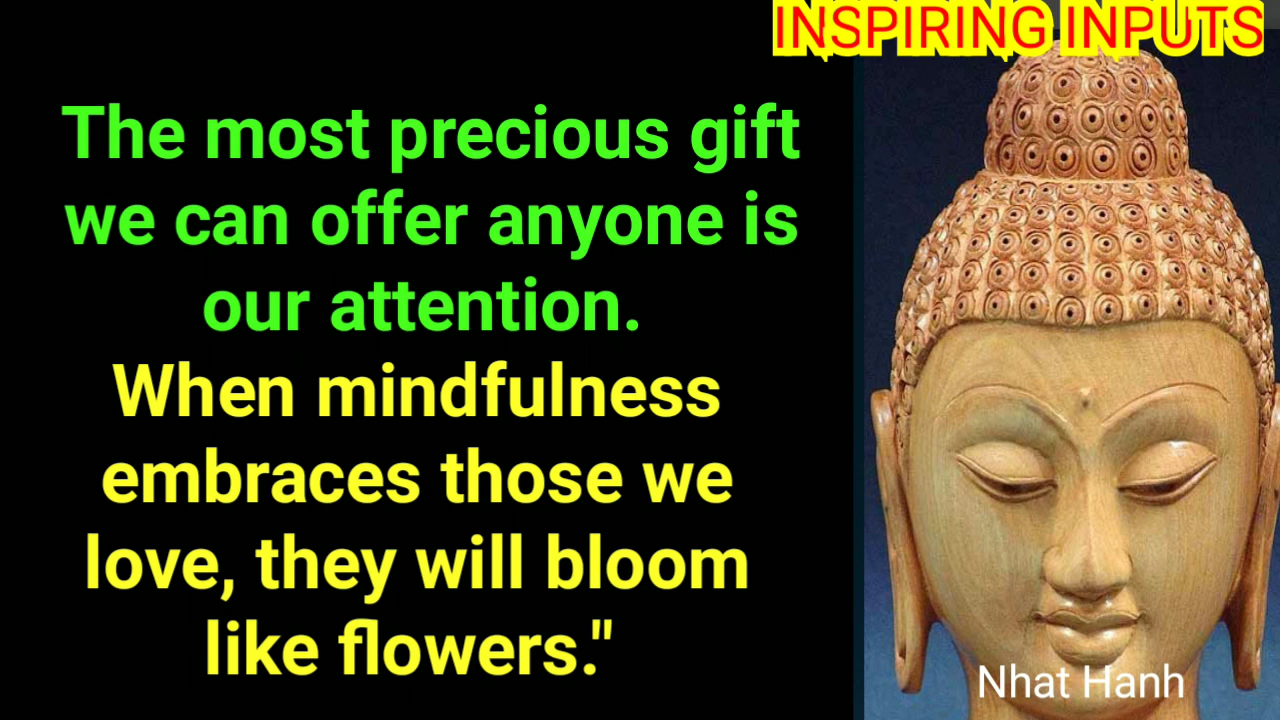 INSPIRING INPUTS
The most precious gift
we can offer anyone is
our attention.
When mindfulness
embraces those we
love, they will bloom
like flowers."
Nhat Hanh